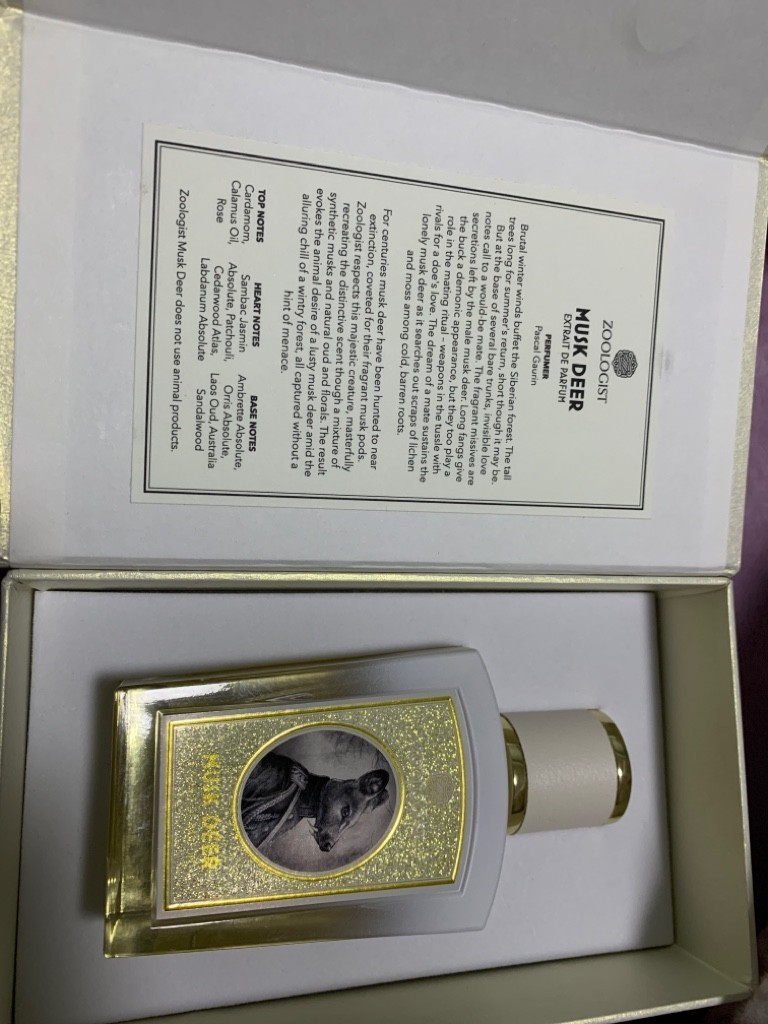 ZOOLOGIST
MUSK DEER
EXTRAIT DE PARFUM
PERFUMER
Pascal Gaurin
Brutal winter winds buffet the Siberian forest. The tall
trees long for summer's return, short though it may be.
But at the base of several bare trunks, invisible love
notes call to a would-be mate. The fragrant missives are
secretions left by the male musk deer. Long fangs give
the buck a demonic appearance, but they too play a
role in the mating ritual – weapons in the tussle with
rivals for a doe's love. The dream of a mate sustains the
lonely musk deer as it searches out scraps of lichen
and moss among cold, barren roots.
For centuries musk deer have been hunted to near
extinction, coveted for their fragrant musk pods.
Zoologist respects this majestic creature, masterfully
recreating the distinctive scent though a mixture of
synthetic musks and natural oud and florals. The result
evokes the animal desire of a lusty musk deer amid the
alluring chill of a wintry forest, all captured without a
hint of menace.
TOP NOTES
Cardamom,
Calamus Oil,
Rose
HEART NOTES
Sambac Jasmin
Absolute, Patchouli,
Cedarwood Atlas,
Labdanum Absolute
BASE NOTES
Ambrette Absolute,
Orris Absolute,
Laos Oud, Australia
Sandalwood
Zoologist Musk Deer does not use animal products.
MUSK DEER